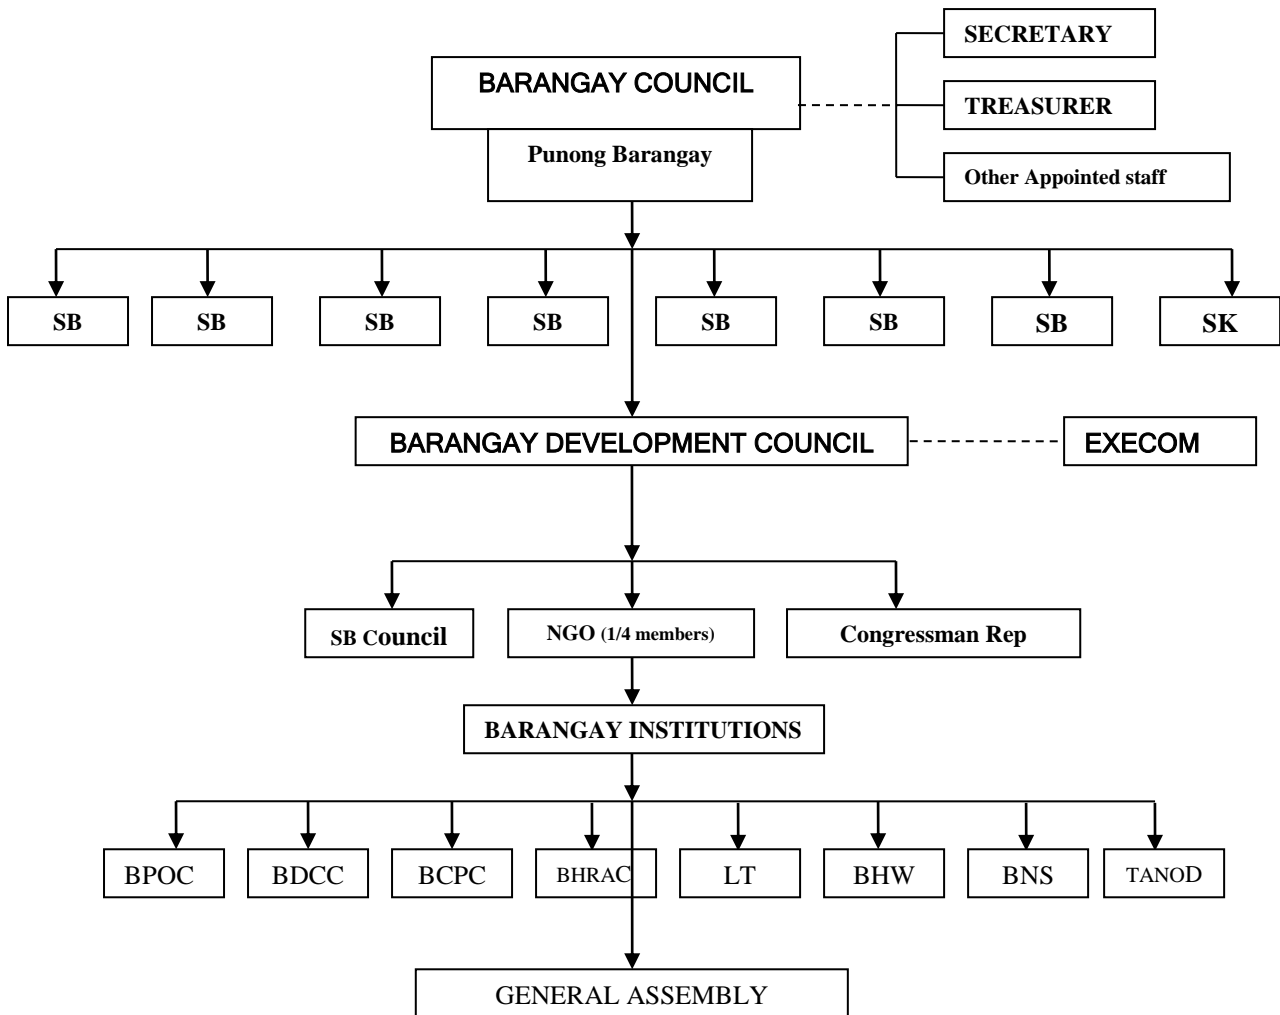 SECRETARY
BARANGAY COUNCIL
TREASURER
Punong Barangay
Other Appointed staff
SB
SB
SB
SB
SB
SB
SB
SK
BARANGAY DEVELOPMENT COUNCIL
EXECOM
SB Council
NGO (1/4 members)
Congressman Rep
BARANGAY INSTITUTIONS
BPOC
BDCC
BCPC
BHRAC
LT
BHW
BNS
TANOD
GENERAL ASSEMBLY